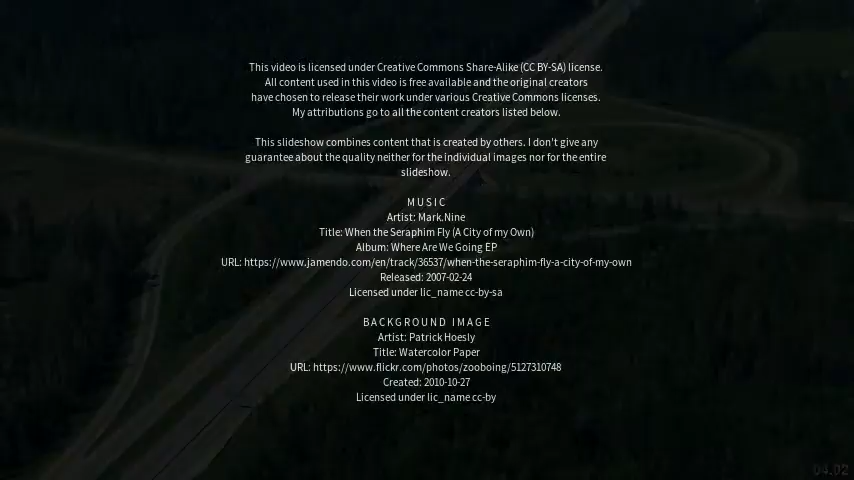 This video is licensed under Creative Commons Share-Alike (CC BY-SA) license.
All content used in this video is free available and the original creators
have chosen to release their work under various Creative Commons licenses.
My attributions go to all the content creators listed below.
This slideshow combines content that is created by others. I don't give any
guarantee about the quality neither for the individual images nor for the entire
slideshow.
MUSIC
Artist: Mark,Nine
Title: When the Seraphim Fly (A City of my Own)
Album: Where Are We Going EP
URL: https://www.jamendo.com/en/track/36537/when-the-seraphim-fly-a-city-of-my-own
Released: 2007-02-24
Licensed under lic_name cc-by-sa
BACKGROUND IMAGE
Artist: Patrick Hoesly
Title: Watercolor Paper
URL: https://www.flickr.com/photos/zooboing/5127310748
Created: 2010-10-27
Licensed under lic_name cc-by
04.02